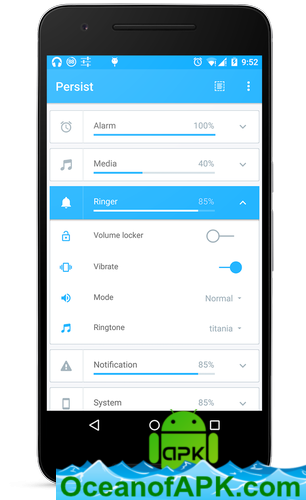 9:52
Persist
Alarm 100%
Media 40%
Ringer 85%
Volume locker
Vibrate
Mode Normal
Ringtone titania
Notification 85%
System 85%
APK
OceanofAPK.com